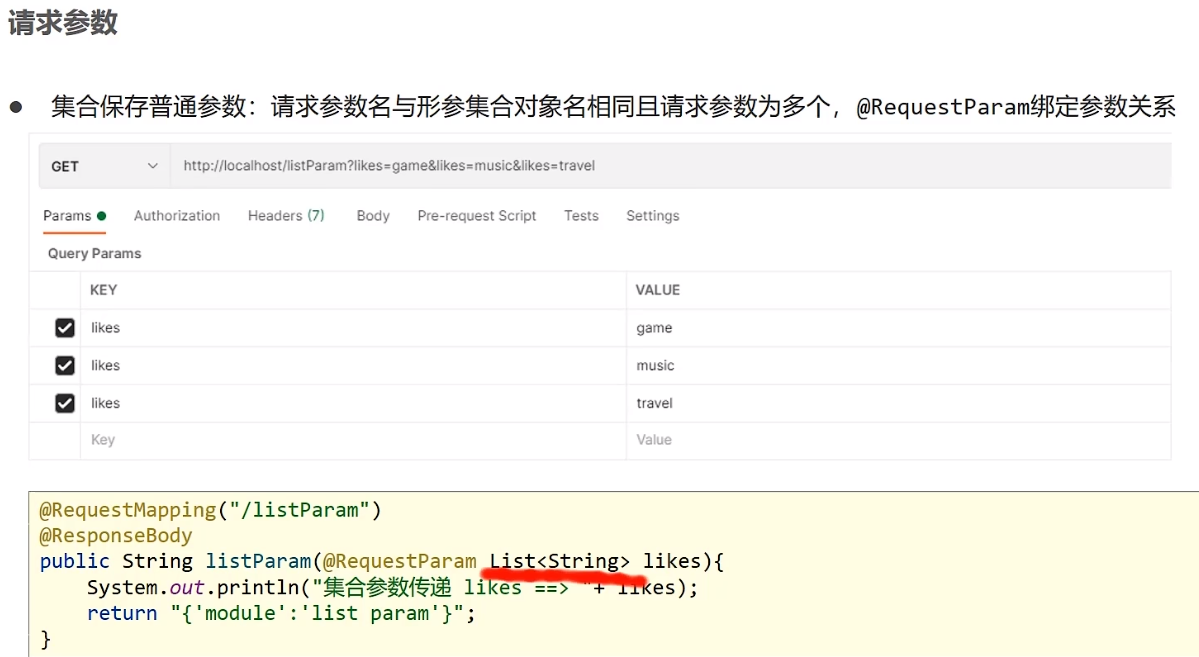 请求参数
● 集合保存普通参数：请求参数名与形参集合对象名相同且请求参数为多个，@RequestParam绑定参数关系
GET http://localhost/listParam?likes=game&likes=music&likes=travel
Params Authorization Headers (7) Body Pre-request Script Tests Settings
Query Params
KEY VALUE
likes game
likes music
likes travel
Key Value
@RequestMapping("/listParam")
@ResponseBody
public String listParam(@RequestParam List<String> likes){
System.out.println("集合参数传递 likes ==> "+ likes);
return "{'module':'list param'}";
}